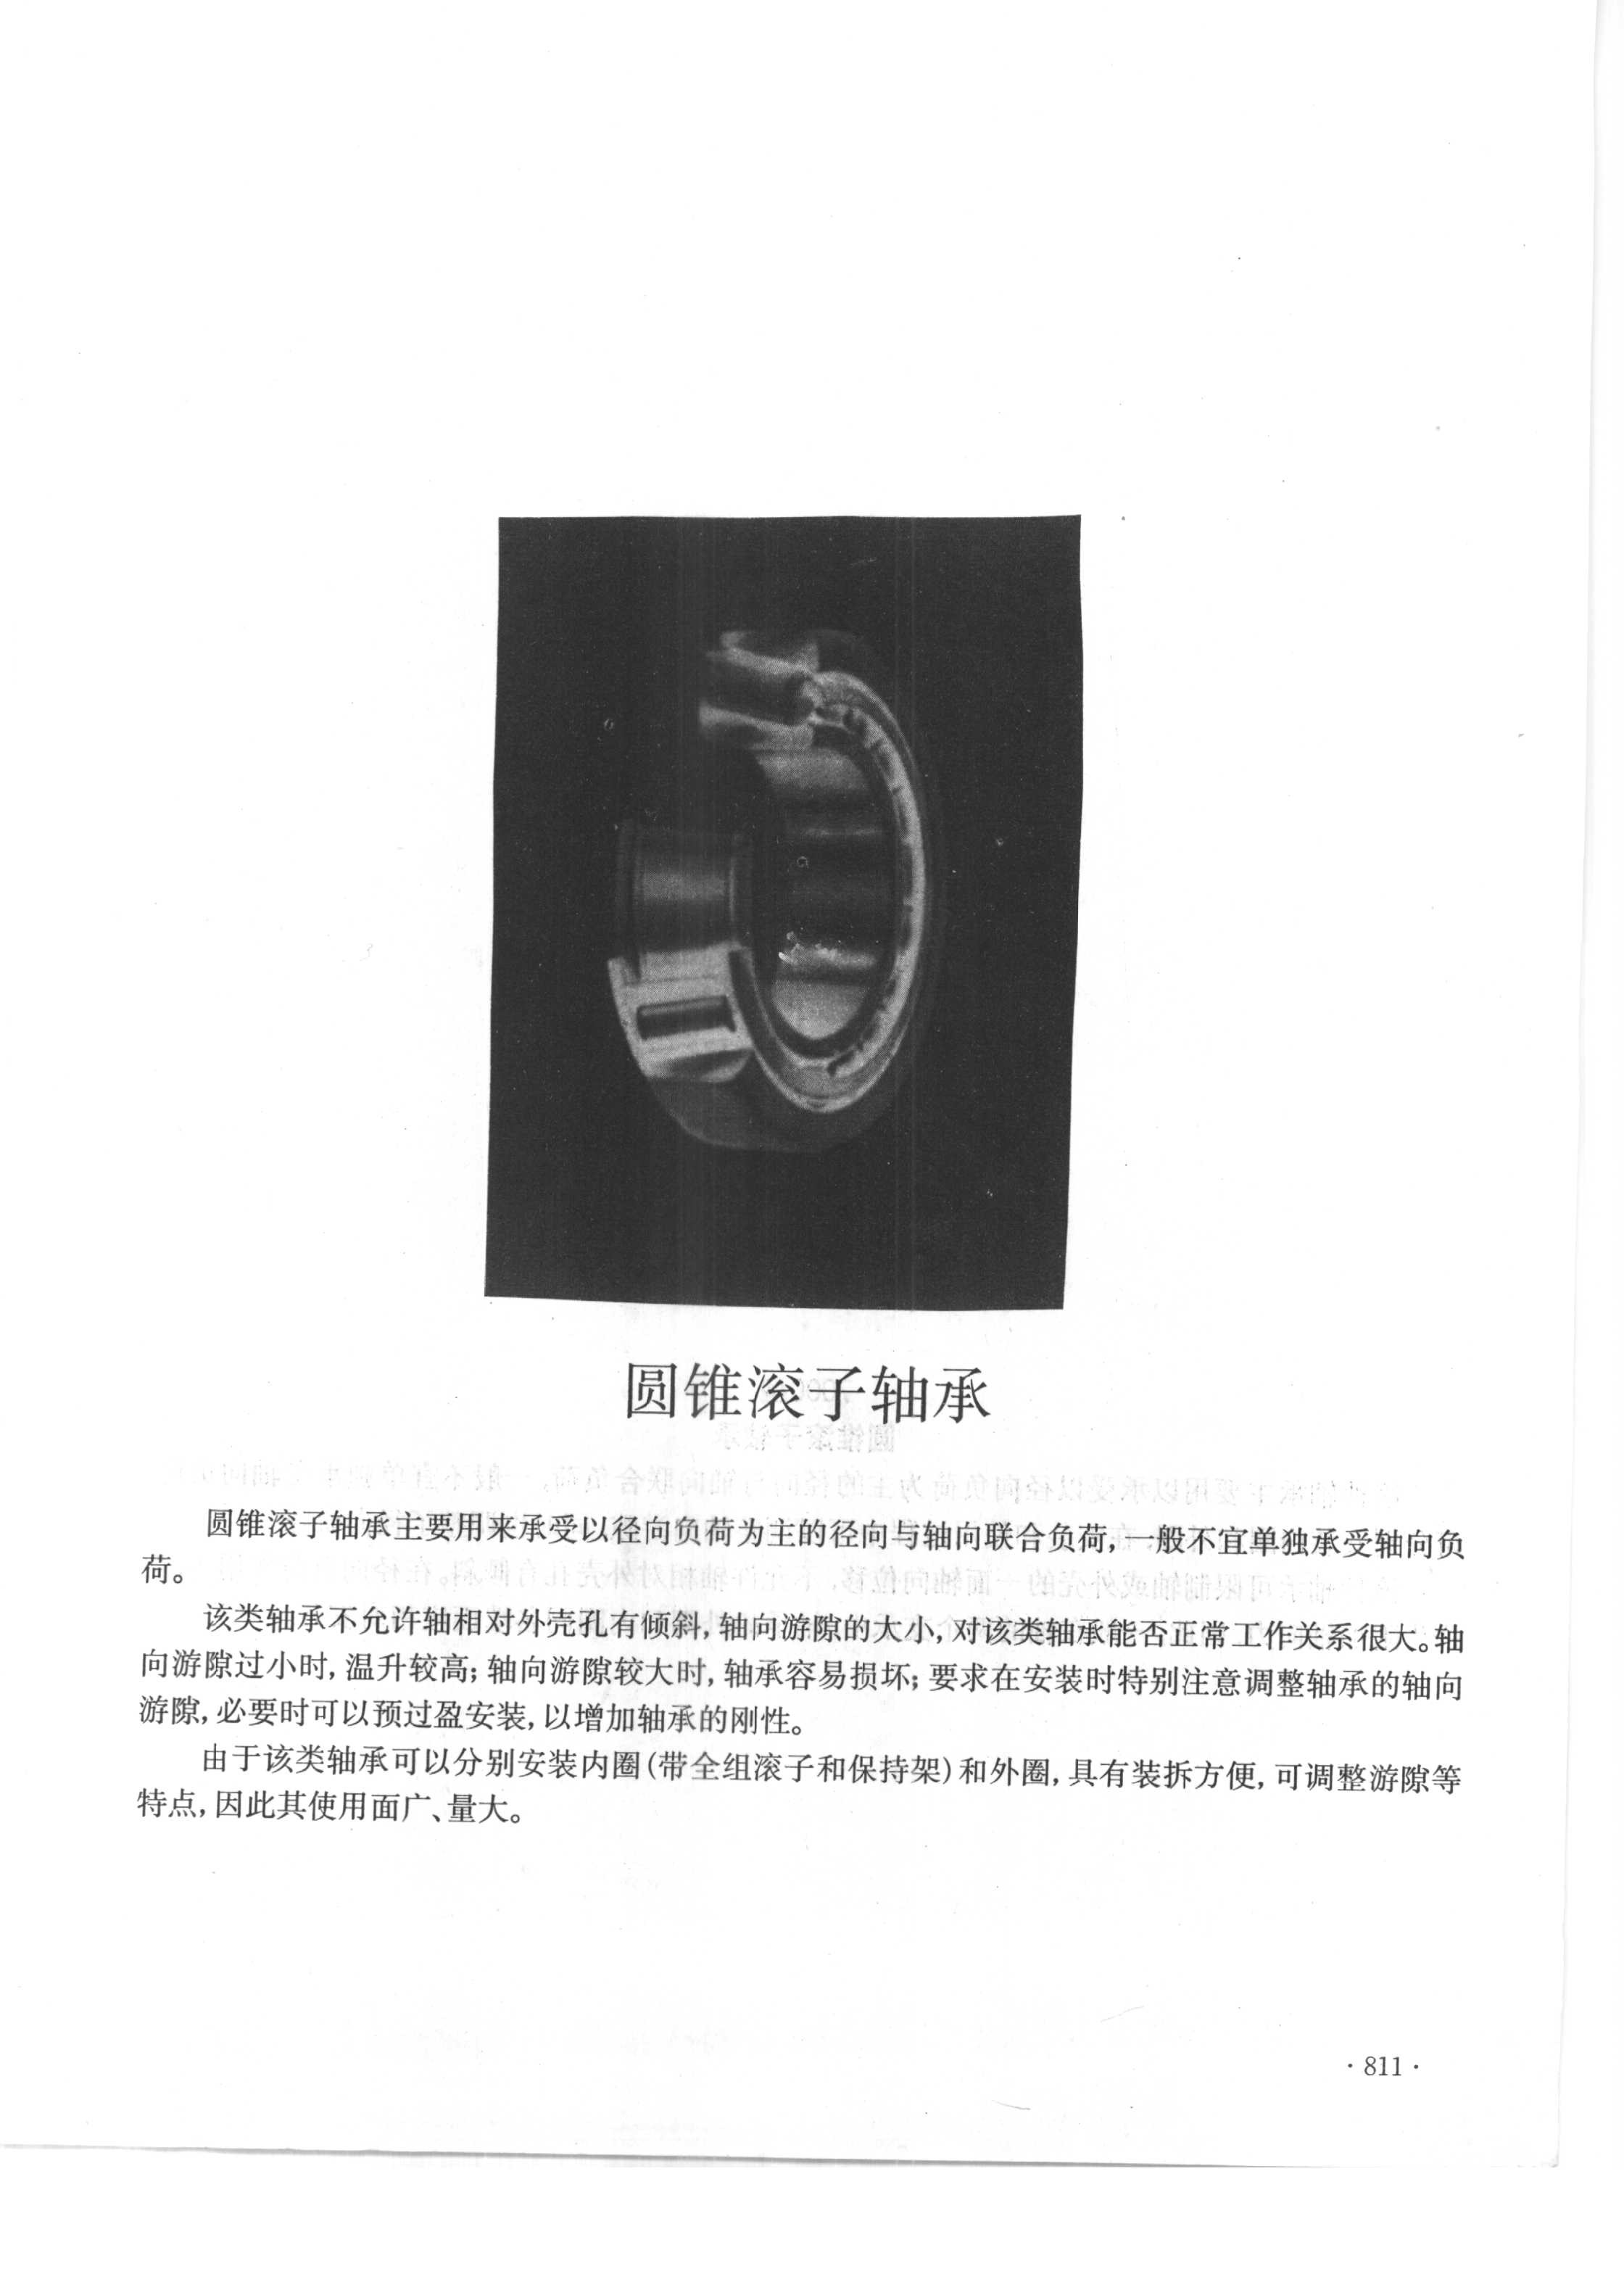 圆锥滚子轴承
圆锥滚子轴承主要用来承受以径向负荷为主的径向与轴向联合负荷,一般不宜单独承受轴向负
荷。
该类轴承不允许轴相对外壳孔有倾斜,轴向游隙的大小,对该类轴承能否正常工作关系很大。轴
向游隙过小时,温升较高;轴向游隙较大时,轴承容易损坏;要求在安装时特别注意调整轴承的轴向
游隙,必要时可以预过盈安装,以增加轴承的刚性。
由于该类轴承可以分别安装内圈(带全组滚子和保持架)和外圈,具有装拆方便,可调整游隙等
特点,因此其使用面广、量大。
· 811 ·